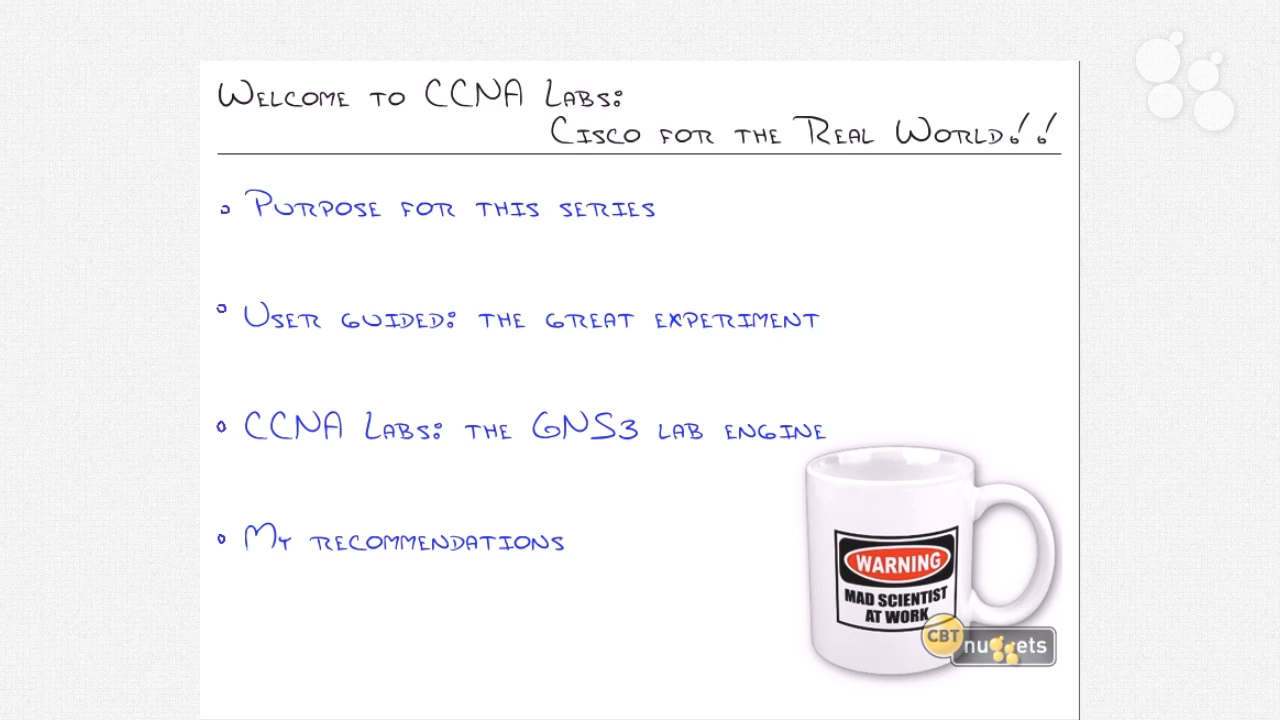 Welcome to CCNA Labs:
Cisco for the Real World!!
Purpose for this series
User guided: the great experiment
CCNA Labs: the GNS3 lab engine
My recommendations
WARNING
MAD SCIENTIST
AT WORK
CBT nuggets